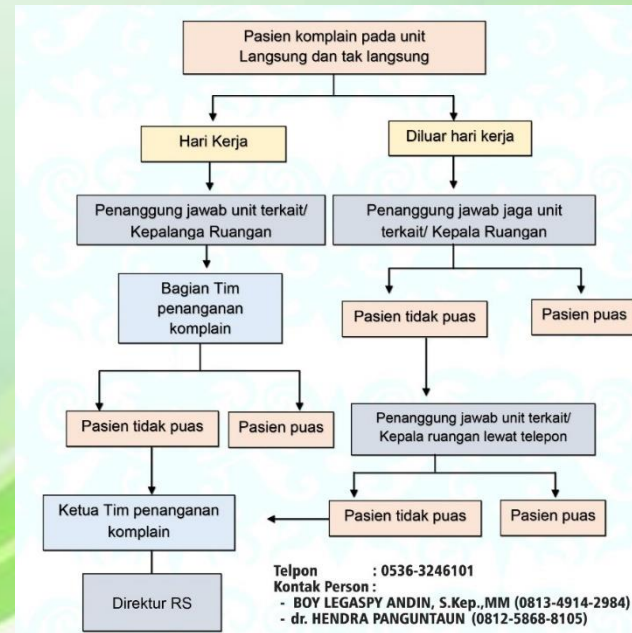 Pasien komplain pada unit
Langsung dan tak langsung
Hari Kerja
Diluar hari kerja
Penanggung jawab unit terkait/
Kepalanga Ruangan
Penanggung jawab jaga unit
terkait/ Kepala Ruangan
Bagian Tim
penanganan
komplain
Pasien tidak puas
Pasien puas
Pasien tidak puas
Pasien puas
Penanggung jawab unit terkait/
Kepala ruangan lewat telepon
Ketua Tim penanganan
komplain
Pasien tidak puas
Pasien puas
Direktur RS
Telpon : 0536-3246101
Kontak Person :
- BOY LEGASPY ANDIN, S.Kep.,MM (0813-4914-2984)
- dr. HENDRA PANGUNTAUN (0812-5868-8105)